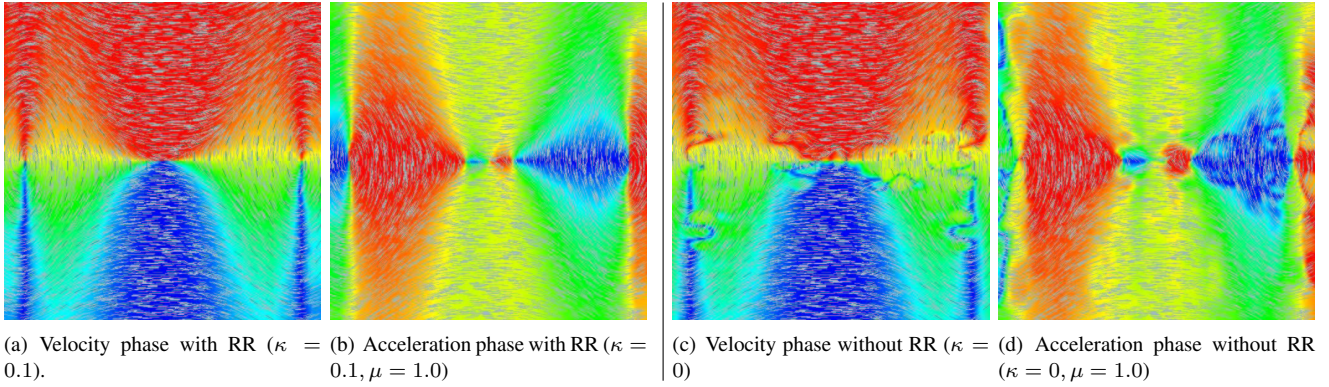 (a) Velocity phase with RR (κ =
0.1).
(b) Acceleration phase with RR (κ =
0.1, μ = 1.0)
(c) Velocity phase without RR (κ =
0)
(d) Acceleration phase without RR
(κ = 0, μ = 1.0)